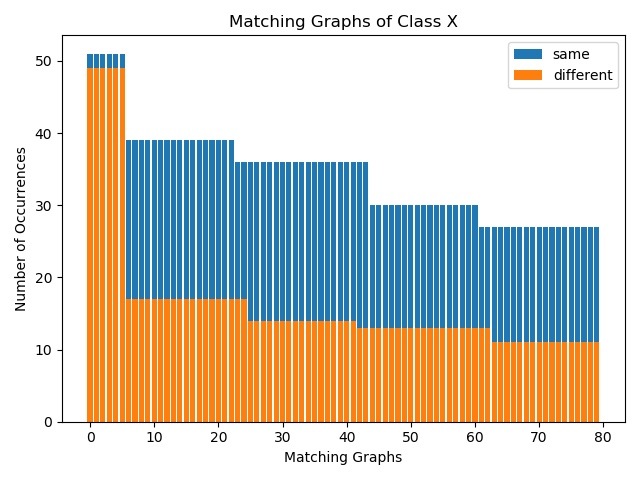 Matching Graphs of Class X
same
different
Number of Occurrences
50
40
30
20
10
0
0 10 20 30 40 50 60 70 80
Matching Graphs